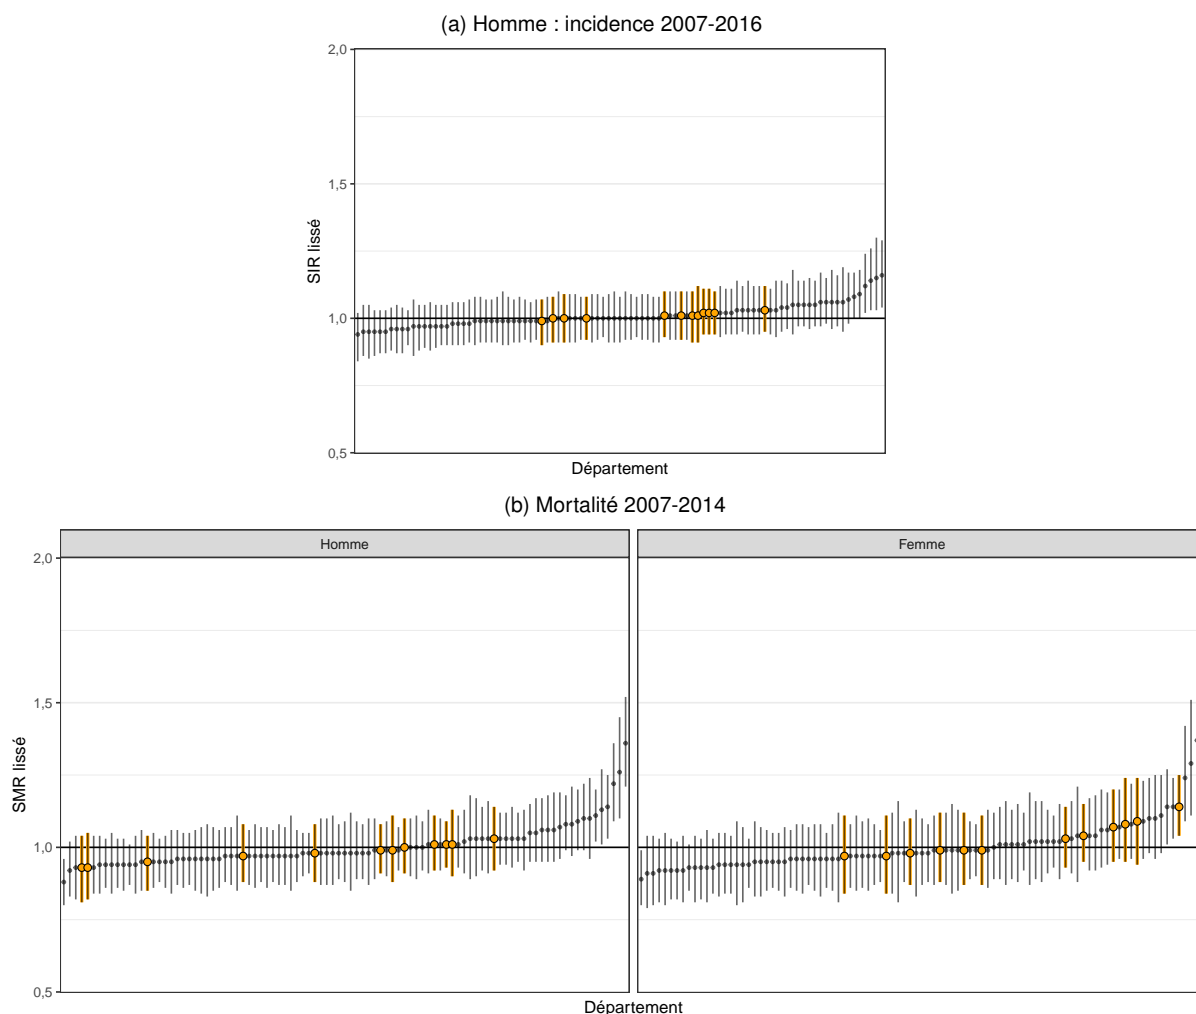 (a) Homme : incidence 2007-2016
2,0
1,5
1,0
0,5
SIR lissé
Département
(b) Mortalité 2007-2014
Homme
Femme
2,0
1,5
1,0
0,5
SMR lissé
Département